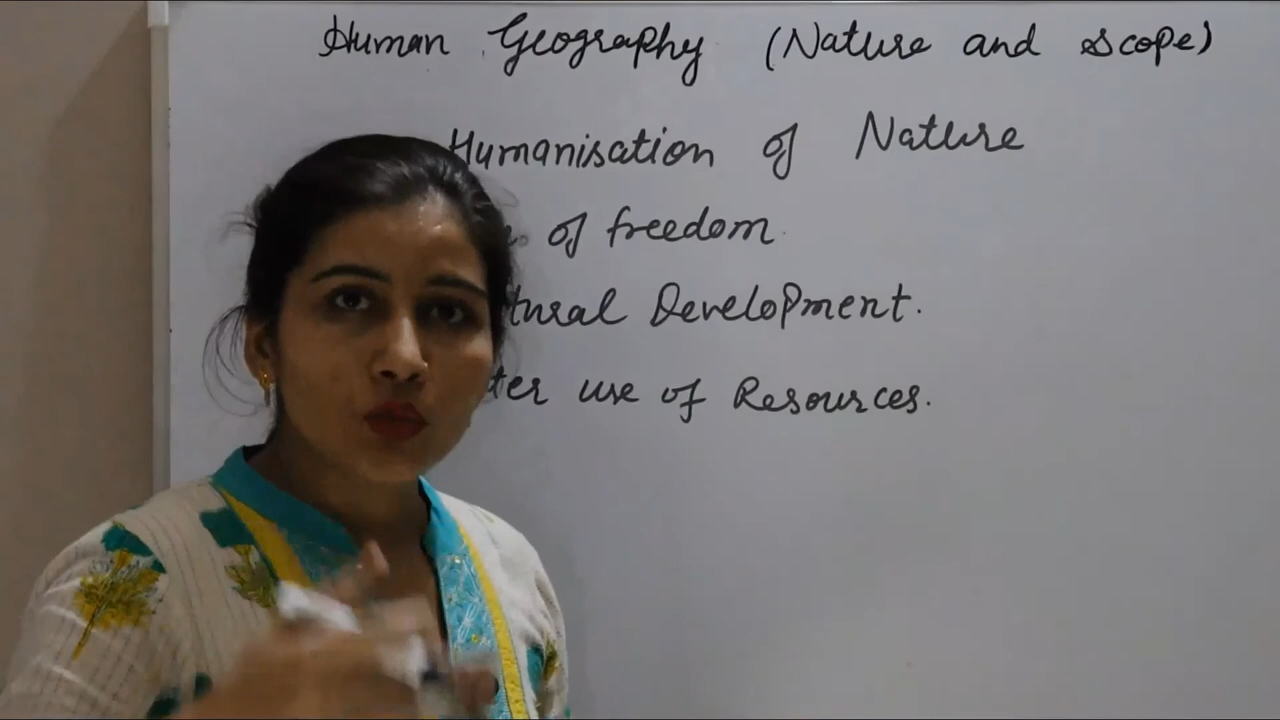 Human Geography (Nature and Scope)
Humanisation of Nature
of freedom
Development.
use of Resources.